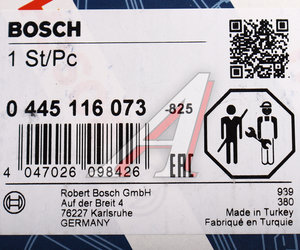 BOSCH
1 St/Pc
0 445 116 073 -825
4 047026 098426
EAC
Robert Bosch GmbH
Auf der Breit 4
76227 Karlsruhe
GERMANY
939
380
Made in Turkey
Fabriqué en Turquie